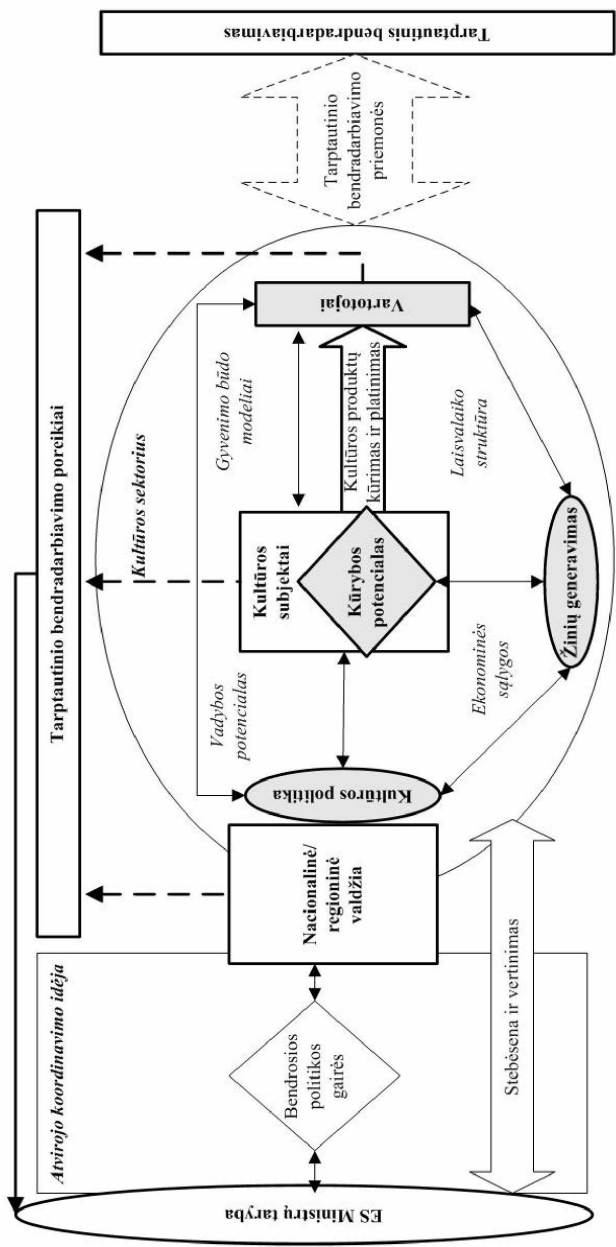 Tarptautinio bendradarbiavimo porcikiai
Atvirojo koordinavimo idėja
ES Ministrų taryba
Bendrosios
politikos
gairės
Nacionalinė/
regioninė
valdžia
Stebėsena ir vertinimas
Kultūros sektorius
Kultūros politika
Vadybos
potencialas
Kultūros
subjektai
Kūrybos
potencialas
Gyvenimo būdo
modeliai
Kultūros produktų
kūrimas ir platinimas
Vartotojai
Ekonominės
sąlygos
Laisvalaiko
struktūra
Žinių generavimas
Tarptautinio
bendradarbiavimo
priemonės
Tarptautinis bendradarbiavimas